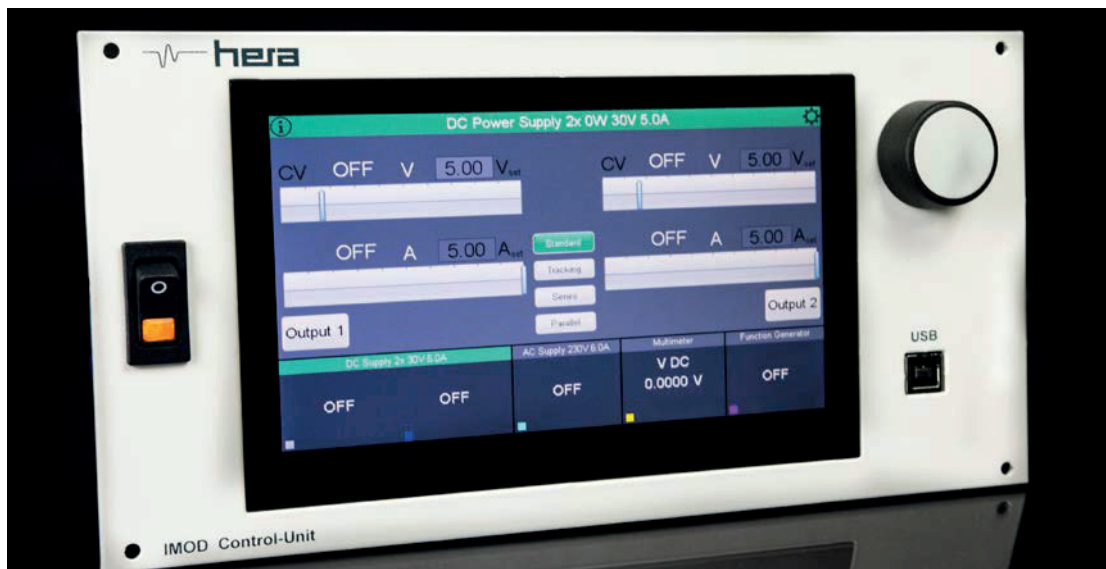 hera
DC Power Supply 2x 0W 30V 5.0A
CV OFF V 5.00 Vset
CV OFF V 5.00 Vset
OFF A 5.00 Aset
OFF A 5.00 Aset
Standard
Tracking
Series
Parallel
Output 1
Output 2
DC Supply 2x 30V 5.0A
OFF
OFF
AC Supply 230V 6.0A
OFF
Multimeter
V DC
0.0000 V
Function Generator
OFF
USB
IMOD Control-Unit